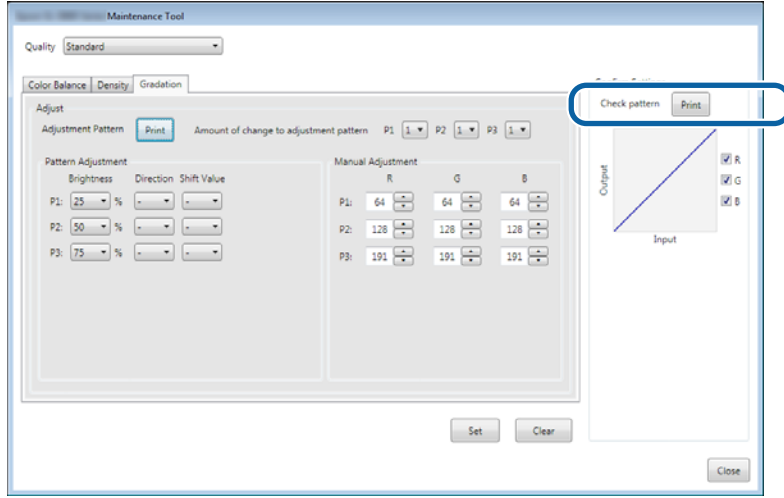 Maintenance Tool
Quality Standard
Color Balance Density Gradation
Adjust
Adjustment Pattern Print Amount of change to adjustment pattern P1 1 P2 1 P3 1
Pattern Adjustment
Brightness Direction Shift Value
P1: 25 % - -
P2: 50 % - -
P3: 75 % - -
Manual Adjustment
R G B
P1: 64 64 64
P2: 128 128 128
P3: 191 191 191
Set Clear
Check pattern Print
Output
Input
R
G
B
Close